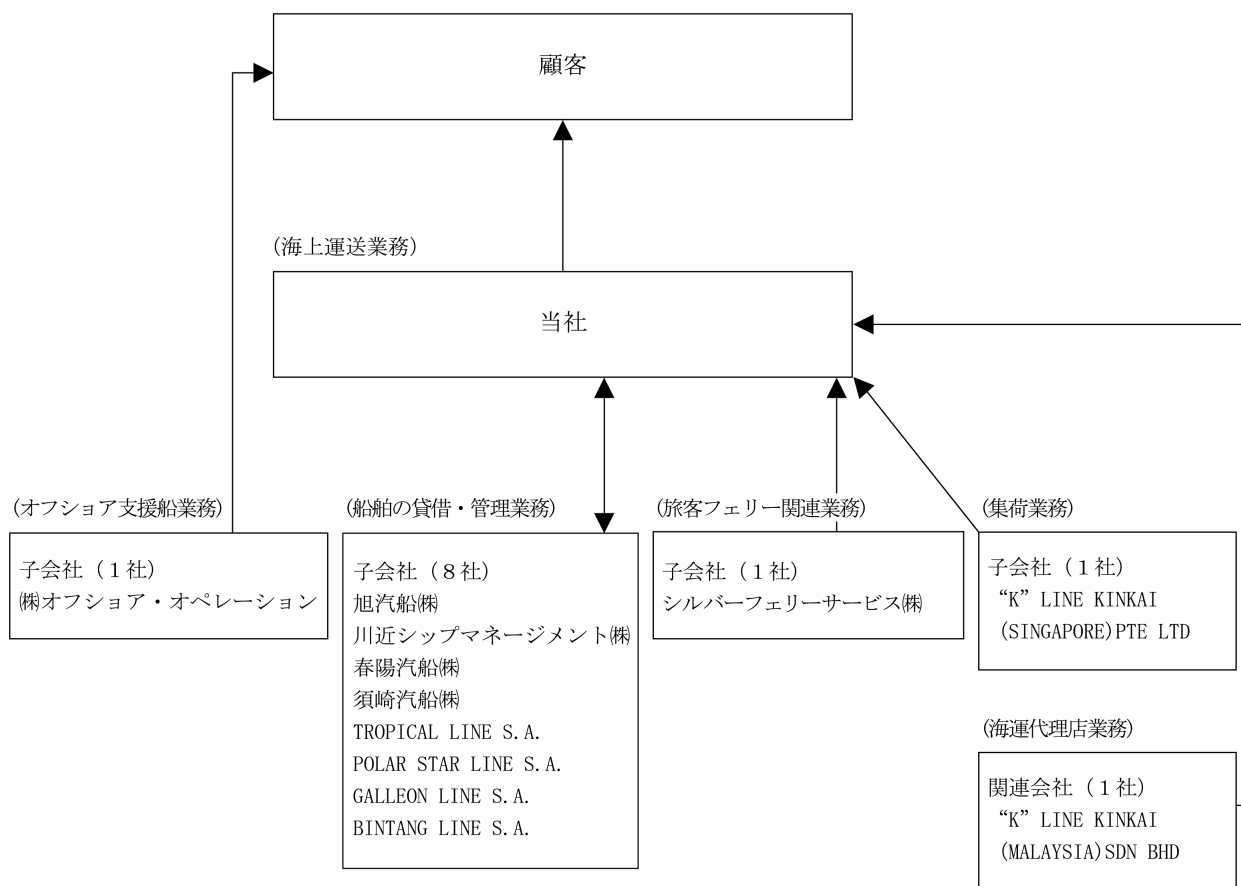 顧客
(海上運送業務)
当社
(オフショア支援船業務)
子会社（１社）
㈱オフショア・オペレーション
(船舶の貸借・管理業務)
子会社（８社）
旭汽船㈱
川近シップマネージメント㈱
春陽汽船㈱
須崎汽船㈱
TROPICAL LINE S.A.
POLAR STAR LINE S.A.
GALLEON LINE S.A.
BINTANG LINE S.A.
(旅客フェリー関連業務)
子会社（１社）
シルバーフェリーサービス㈱
(集荷業務)
子会社（１社）
“K” LINE KINKAI
(SINGAPORE)PTE LTD
(海運代理店業務)
関連会社（１社）
“K” LINE KINKAI
(MALAYSIA)SDN BHD